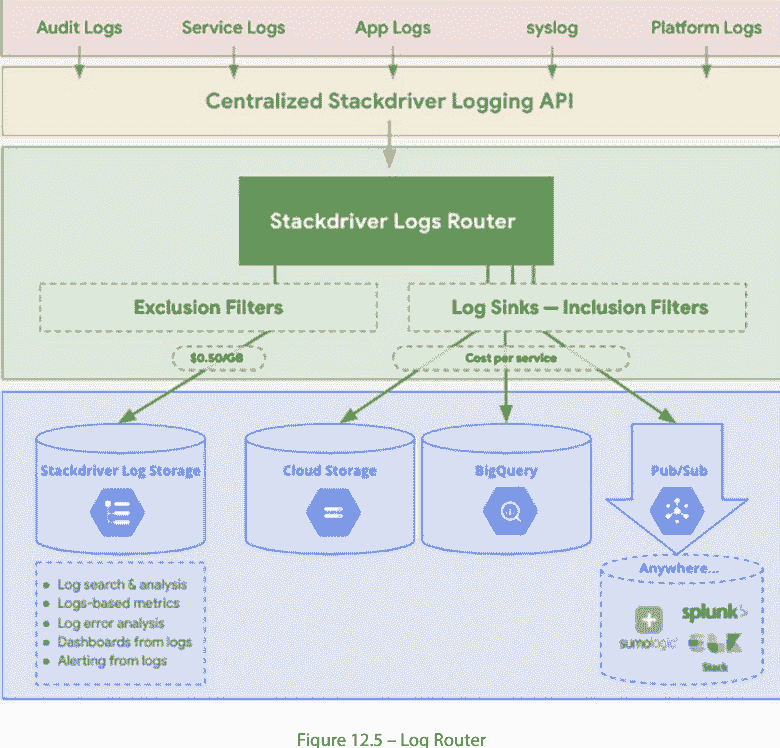 Audit Logs
Service Logs
App Logs
syslog
Platform Logs
Centralized Stackdriver Logging API
Stackdriver Logs Router
Exclusion Filters
Log Sinks — Inclusion Filters
$0.50/GB
Cost per service
Stackdriver Log Storage
Cloud Storage
BigQuery
Pub/Sub
Anywhere...
• Log search & analysis
• Logs-based metrics
• Log error analysis
• Dashboards from logs
• Alerting from logs
splunk
sumologic
ELK
Stack
Figure 12.5 – Log Router